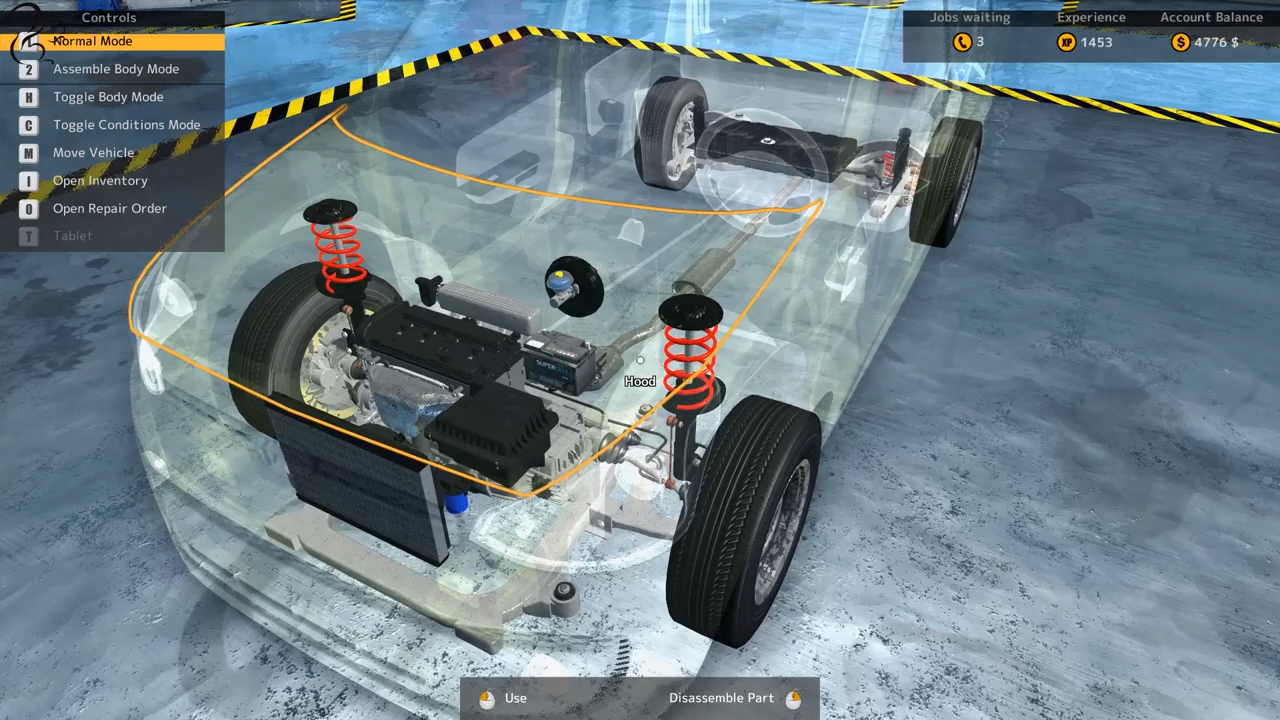 Controls
Normal Mode
2 Assemble Body Mode
H Toggle Body Mode
C Toggle Conditions Mode
M Move Vehicle
I Open Inventory
O Open Repair Order
T Tablet
Jobs waiting Experience Account Balance
3 XP 1453 $ 4776 $
SUPER
Hood
Use Disassemble Part